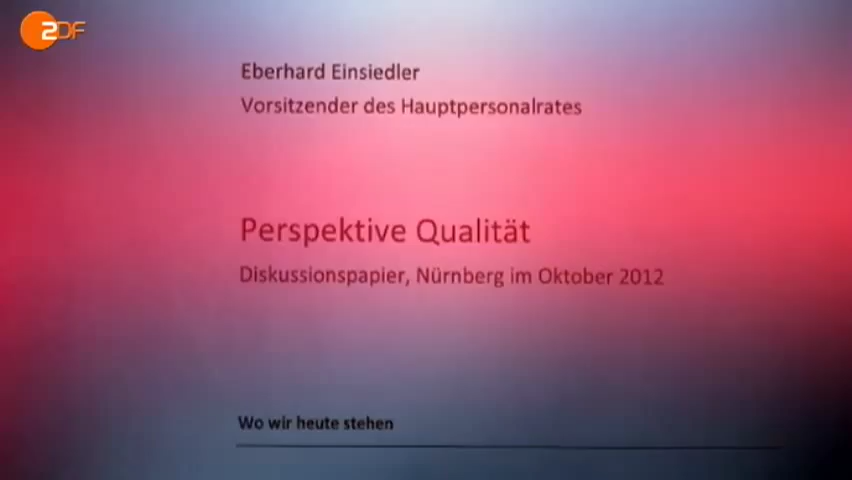 ZDF
Eberhard Einsiedler
Vorsitzender des Hauptpersonalrates
Perspektive Qualität
Diskussionspapier, Nürnberg im Oktober 2012
Wo wir heute stehen